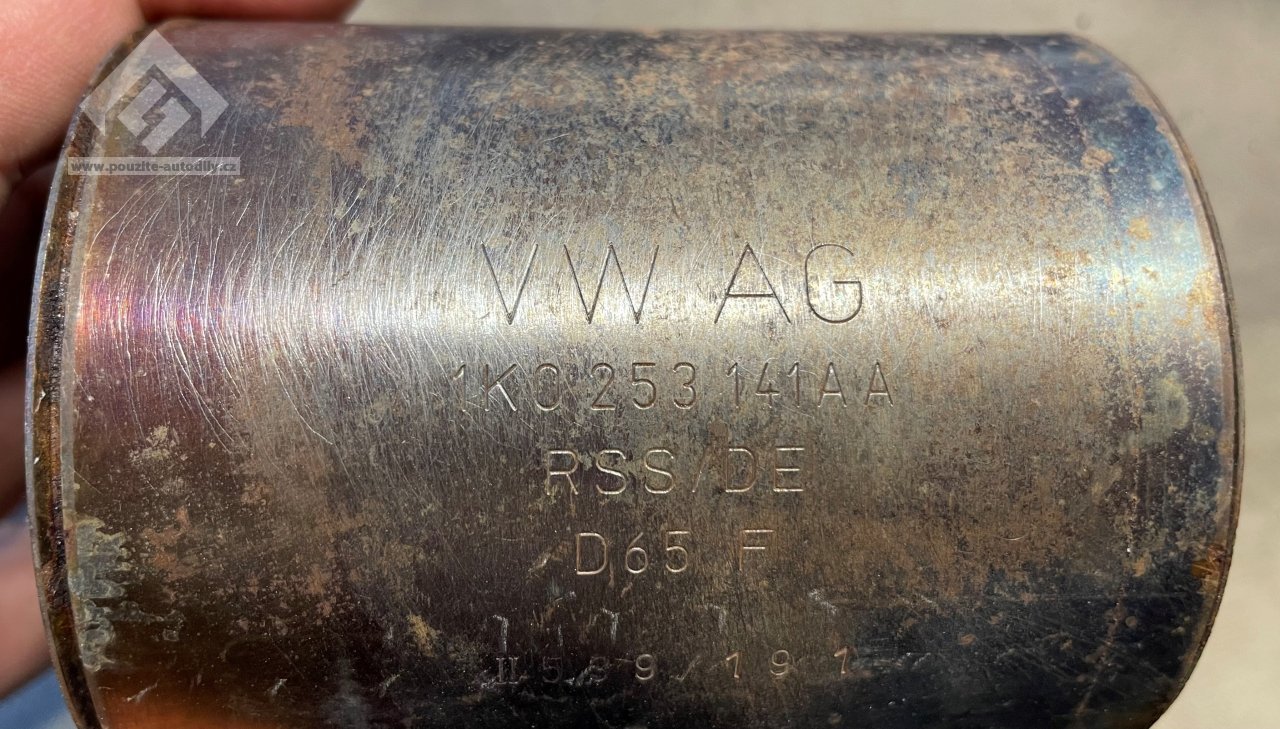 www.pouzite-autodily.cz
VW AG
1K0 253 141AA
RSS/DE
D65 F